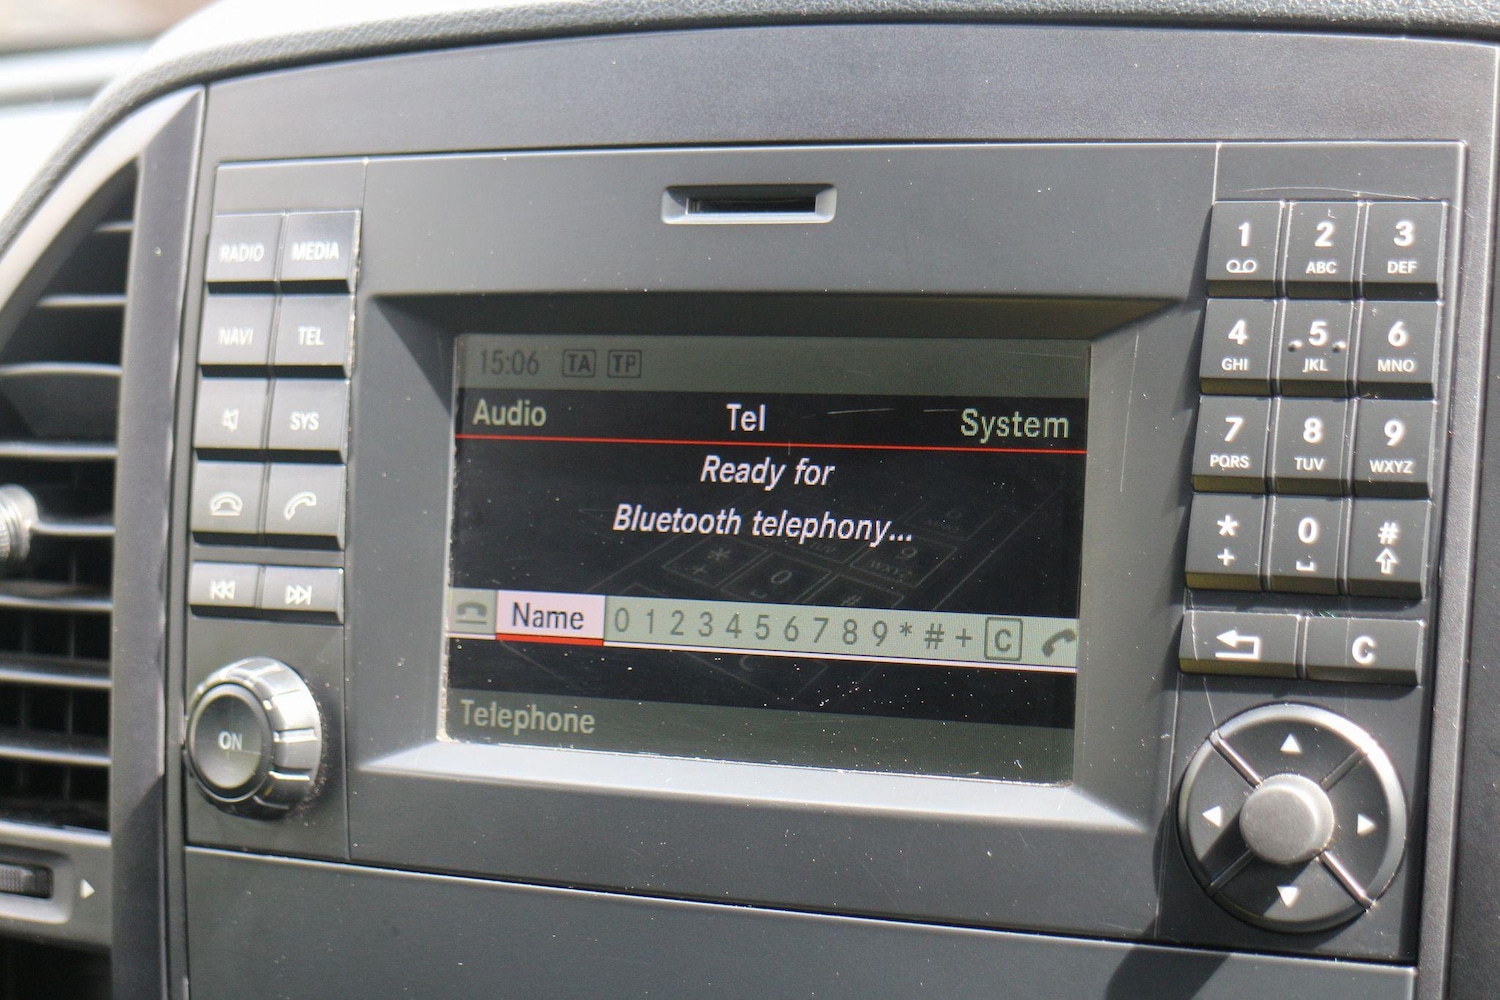 RADIO MEDIA
NAVI TEL
SYS
ON
15:06 TA TP
Audio Tel System
Ready for
Bluetooth telephony...
Name 0 1 2 3 4 5 6 7 8 9 * # + C
Telephone
1 2 3
ABC DEF
4 5 6
GHI JKL MNO
7 8 9
PQRS TUV WXYZ
* 0 #
+
C